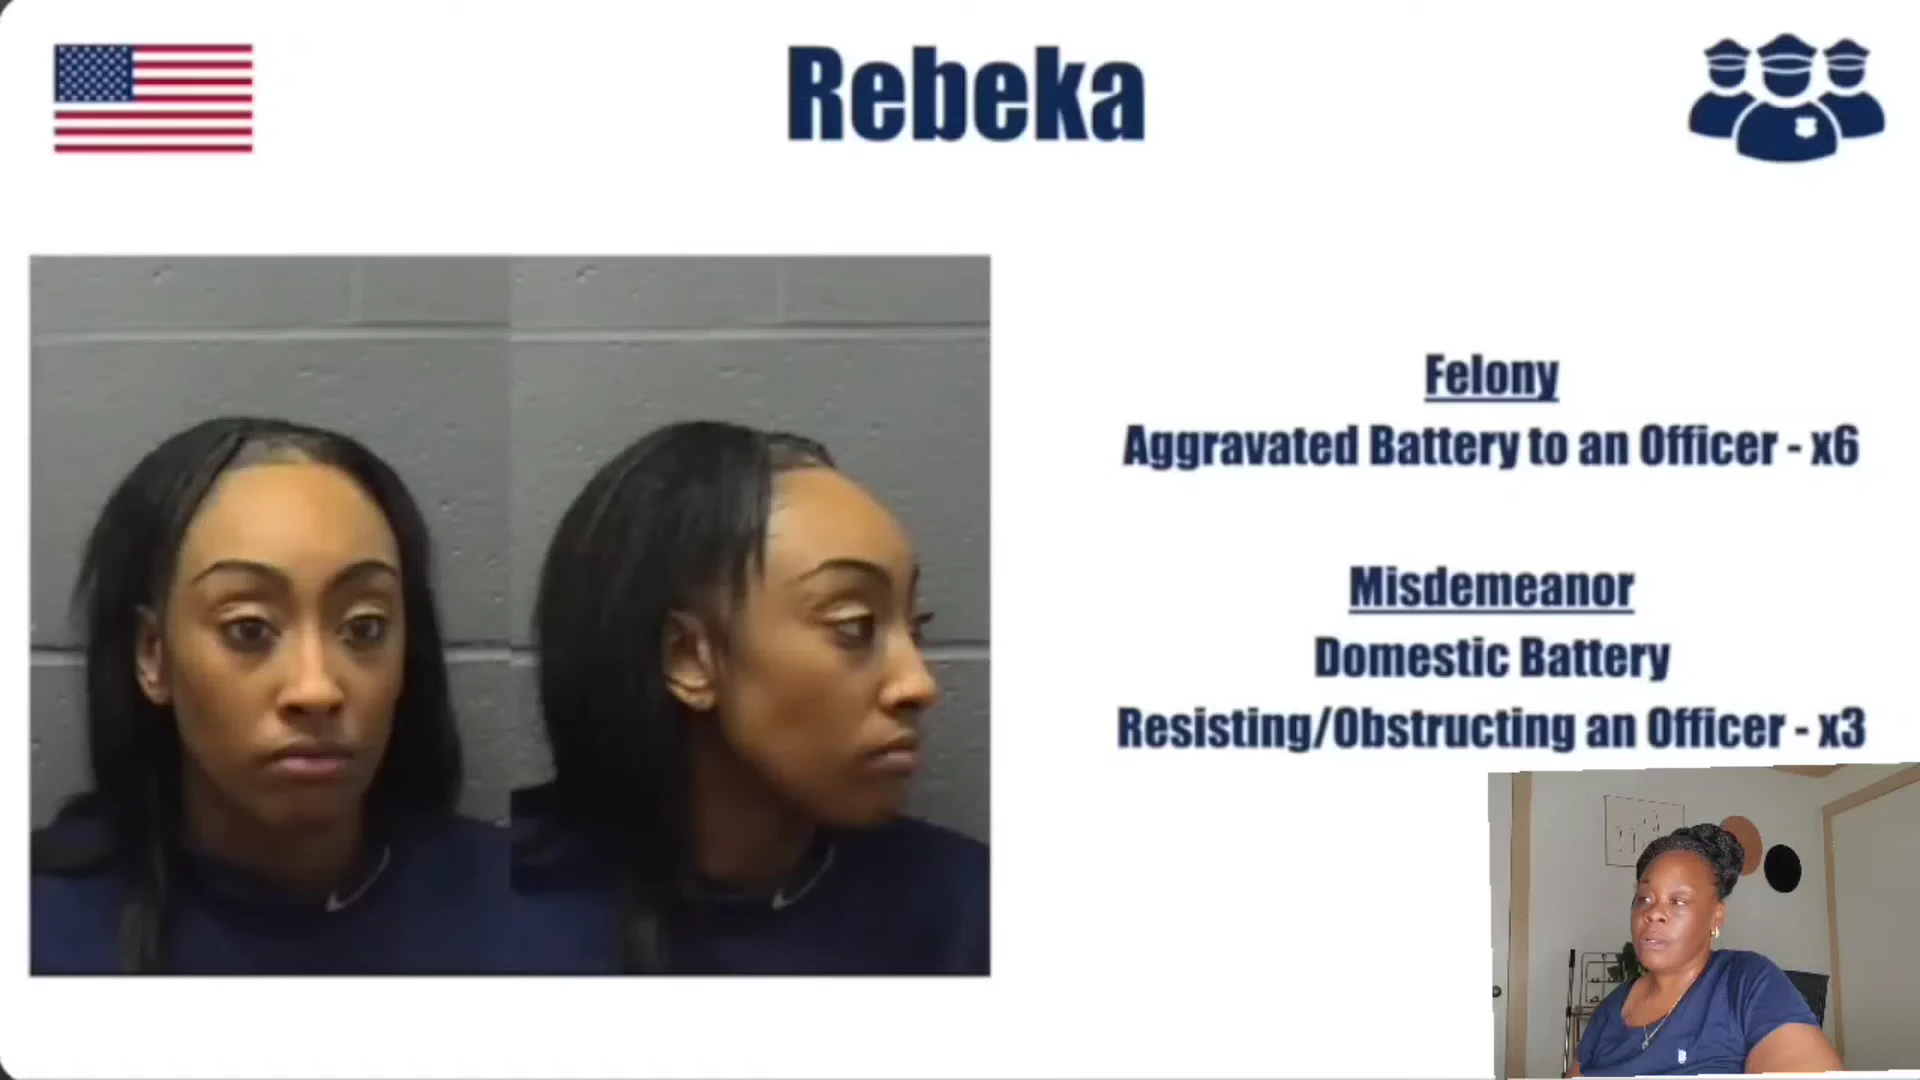 Rebeka
Felony
Aggravated Battery to an Officer - x6
Misdemeanor
Domestic Battery
Resisting/Obstructing an Officer - x3